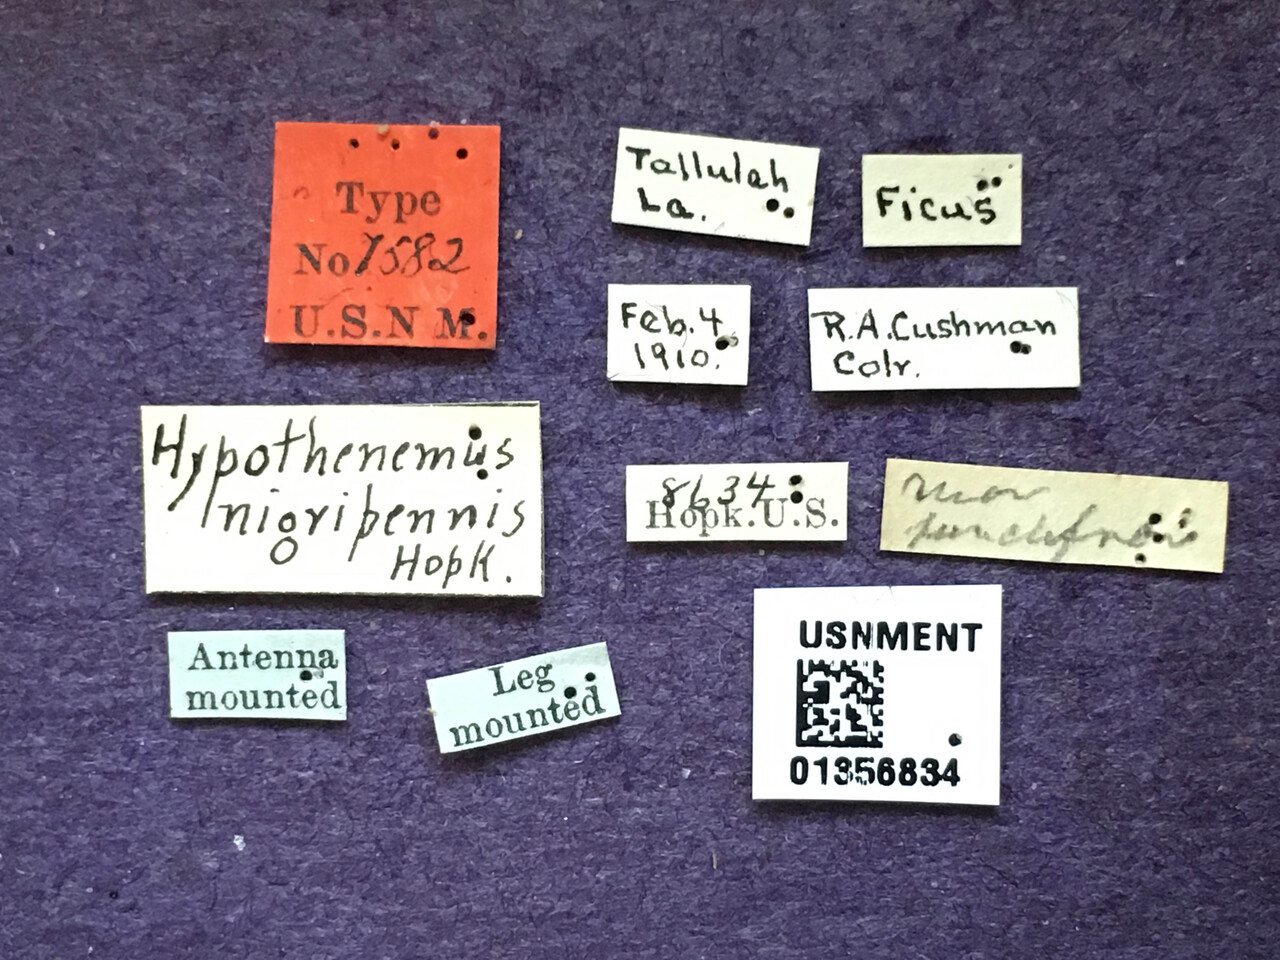 Type
No 7582
U.S.N M.
Tallulah
La.
Ficus
Feb. 4
1910.
R.A. Cushman
Colr.
Hypothenemus
nigripennis
Hopk.
8634
Hopk. U.S.
Antenna
mounted
Leg
mounted
USNMENT
01356834